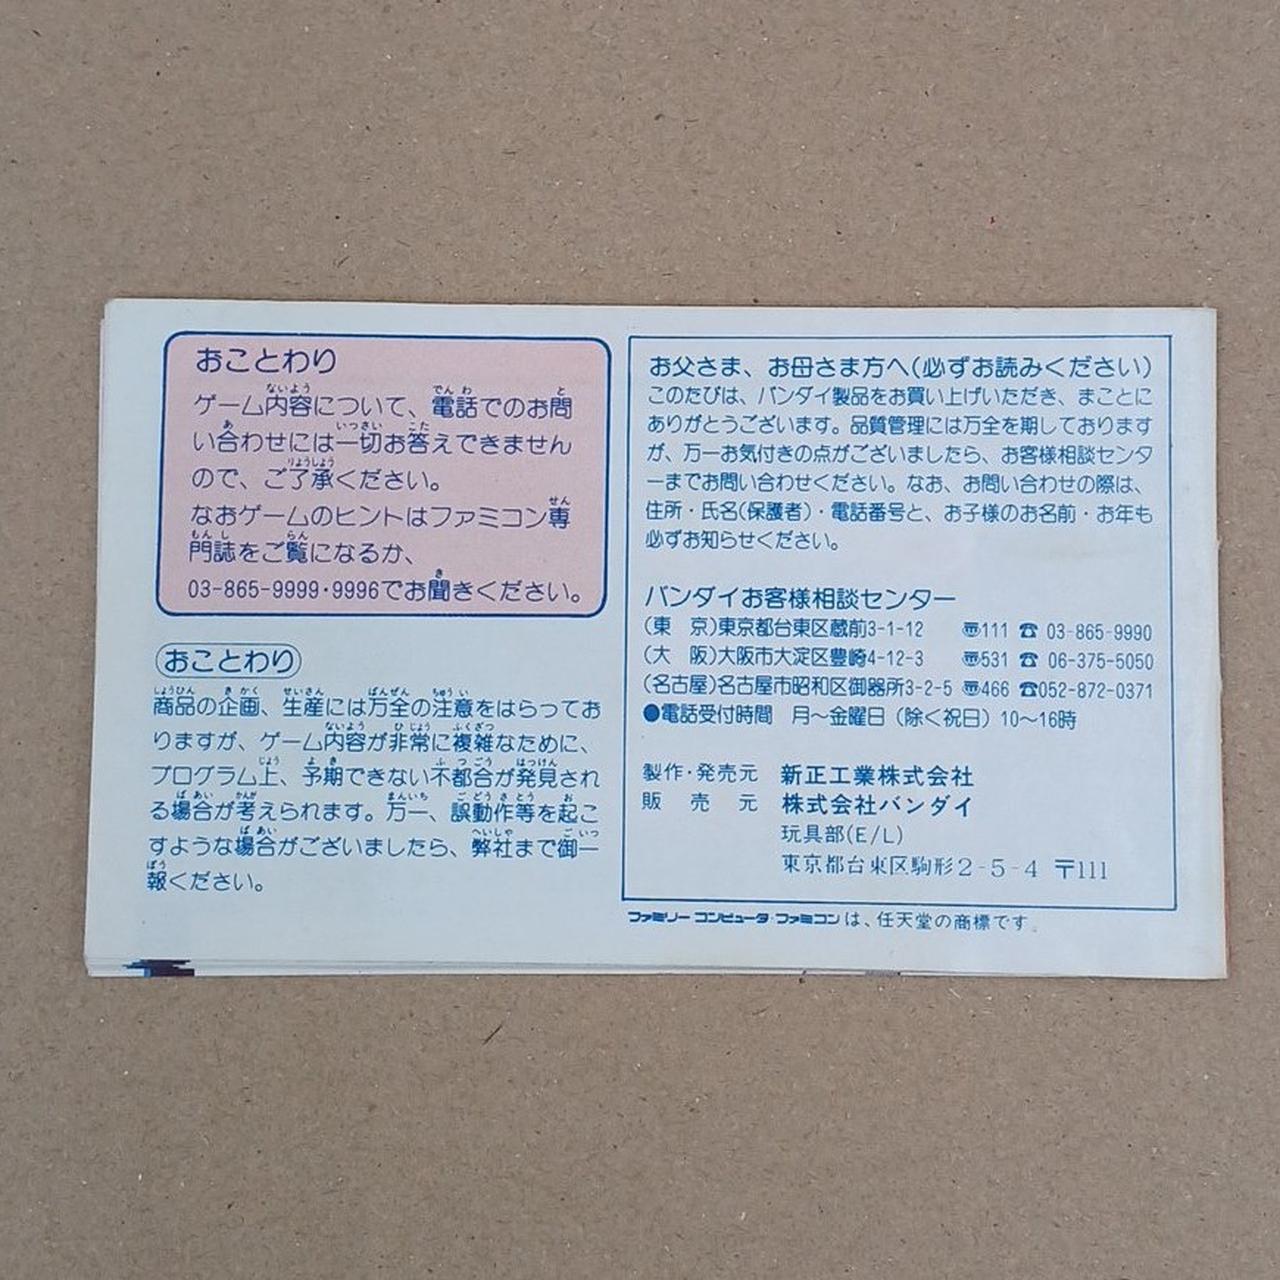 おことわり
ゲーム内容について、電話でのお問
い合わせには一切お答えできません
ので、ご了承ください。
なおゲームのヒントはファミコン専
門誌をご覧になるか、
03-865-9999・9996でお聞きください。
おことわり
商品の企画、生産には万全の注意をはらってお
りますが、ゲーム内容が非常に複雑なために、
プログラム上、予期できない不都合が発見され
る場合が考えられます。万一、誤動作等を起こ
すような場合がございましたら、弊社まで御一
報ください。
お父さま、お母さま方へ(必ずお読みください)
このたびは、バンダイ製品をお買い上げいただき、まことに
ありがとうございます。品質管理には万全を期しております
が、万一お気付きの点がございましたら、お客様相談センタ
ーまでお問い合わせください。なお、お問い合わせの際は、
住所・氏名(保護者)・電話番号と、お子様のお名前・お年も
必ずお知らせください。
バンダイお客様相談センター
(東 京)東京都台東区蔵前3-1-12 〠111 ☎ 03-865-9990
(大 阪)大阪市大淀区豊崎4-12-3 〠531 ☎ 06-375-5050
(名古屋)名古屋市昭和区御器所3-2-5 〠466 ☎052-872-0371
●電話受付時間 月〜金曜日(除く祝日)10〜16時
製作・発売元 新正工業株式会社
販売元 株式会社バンダイ
玩具部(E/L)
東京都台東区駒形2-5-4 〒111
ファミリーコンピュータ・ファミコンは、任天堂の商標です。